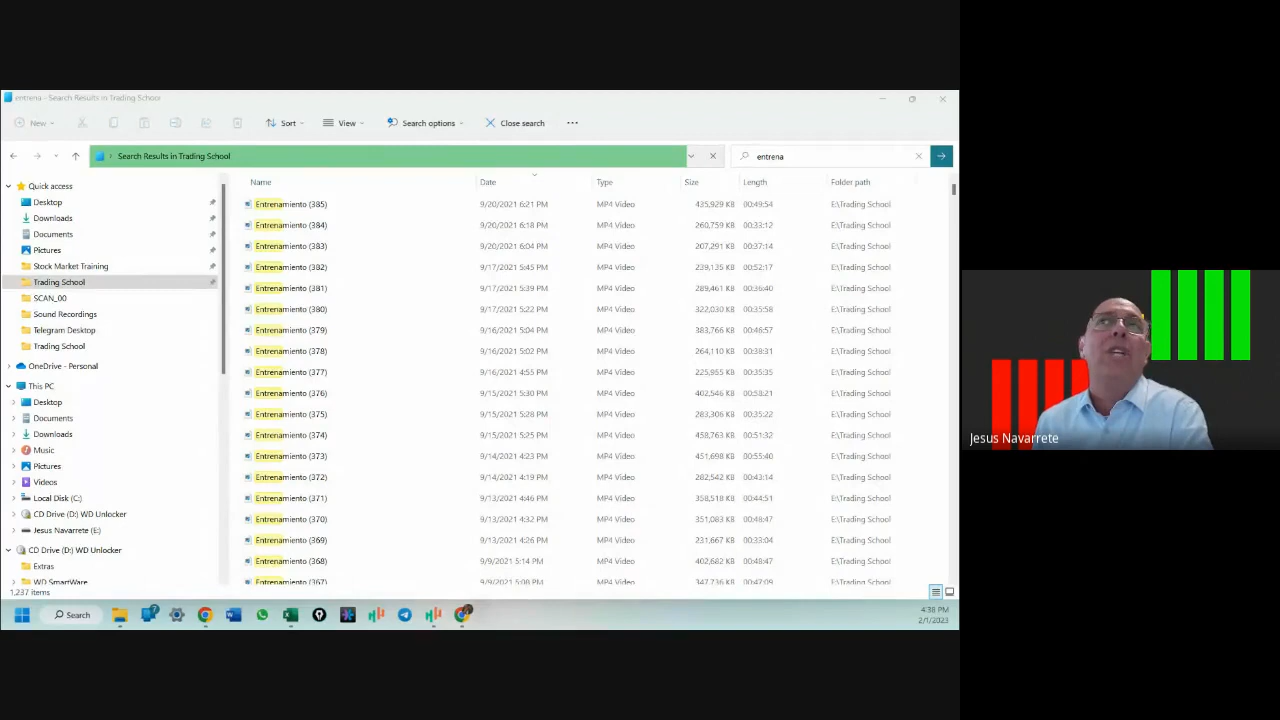 entrena - Search Results in Trading School
New
Sort
View
Search options
Close search
Search Results in Trading School
entrena
Quick access
Desktop
Downloads
Documents
Pictures
Stock Market Training
Trading School
SCAN_00
Sound Recordings
Telegram Desktop
Trading School
OneDrive - Personal
This PC
Desktop
Documents
Downloads
Music
Pictures
Videos
Local Disk (C:)
CD Drive (D:) WD Unlocker
Jesus Navarrete (E:)
CD Drive (D:) WD Unlocker
Extras
WD SmartWare
Name Date Type Size Length Folder path
Entrenamiento (385) 9/20/2021 6:21 PM MP4 Video 435,929 KB 00:49:54 E:\Trading School
Entrenamiento (384) 9/20/2021 6:18 PM MP4 Video 260,759 KB 00:33:12 E:\Trading School
Entrenamiento (383) 9/20/2021 6:04 PM MP4 Video 207,291 KB 00:37:14 E:\Trading School
Entrenamiento (382) 9/17/2021 5:45 PM MP4 Video 239,135 KB 00:52:17 E:\Trading School
Entrenamiento (381) 9/17/2021 5:39 PM MP4 Video 289,461 KB 00:36:40 E:\Trading School
Entrenamiento (380) 9/17/2021 5:22 PM MP4 Video 322,030 KB 00:35:58 E:\Trading School
Entrenamiento (379) 9/16/2021 5:04 PM MP4 Video 383,766 KB 00:46:57 E:\Trading School
Entrenamiento (378) 9/16/2021 5:02 PM MP4 Video 264,110 KB 00:38:31 E:\Trading School
Entrenamiento (377) 9/16/2021 4:55 PM MP4 Video 225,955 KB 00:35:35 E:\Trading School
Entrenamiento (376) 9/15/2021 5:30 PM MP4 Video 402,546 KB 00:58:21 E:\Trading School
Entrenamiento (375) 9/15/2021 5:28 PM MP4 Video 283,306 KB 00:35:22 E:\Trading School
Entrenamiento (374) 9/15/2021 5:25 PM MP4 Video 458,763 KB 00:51:32 E:\Trading School
Entrenamiento (373) 9/14/2021 4:23 PM MP4 Video 451,698 KB 00:55:40 E:\Trading School
Entrenamiento (372) 9/14/2021 4:19 PM MP4 Video 282,542 KB 00:43:14 E:\Trading School
Entrenamiento (371) 9/13/2021 4:46 PM MP4 Video 358,518 KB 00:44:51 E:\Trading School
Entrenamiento (370) 9/13/2021 4:32 PM MP4 Video 351,083 KB 00:48:47 E:\Trading School
Entrenamiento (369) 9/13/2021 4:26 PM MP4 Video 231,667 KB 00:33:04 E:\Trading School
Entrenamiento (368) 9/9/2021 5:14 PM MP4 Video 402,682 KB 00:48:47 E:\Trading School
Entrenamiento (367) 9/9/2021 5:08 PM MP4 Video 347,736 KB 00:47:09 E:\Trading School
1,237 items
Search
4:38 PM
2/1/2023
Jesus Navarrete